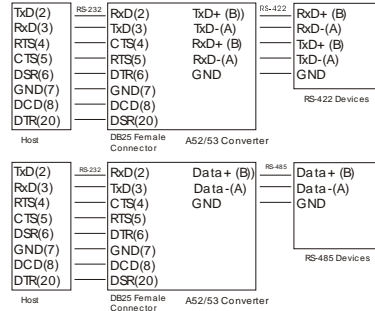 TxD(2) RS-232 RxD(2) TxD+ (B)) RS-422 RxD+ (B)
RxD(3) TxD(3) TxD-(A) RxD-(A)
RTS(4) CTS(4) RxD+ (B) TxD+ (B)
CTS(5) RTS(5) RxD-(A) TxD-(A)
DSR(6) DTR(6) GND GND
GND(7) GND(7)
DCD(8) DCD(8)
DTR(20) DSR(20)
RS-422 Devices
Host DB25 Female Connector A52/53 Converter
TxD(2) RS-232 RxD(2) Data+ (B)) RS-485 Data+ (B)
RxD(3) TxD(3) Data-(A) Data-(A)
RTS(4) CTS(4) GND GND
CTS(5) RTS(5)
DSR(6) DTR(6)
GND(7) GND(7)
DCD(8) DCD(8)
DTR(20) DSR(20)
RS-485 Devices
Host DB25 Female Connector A52/53 Converter